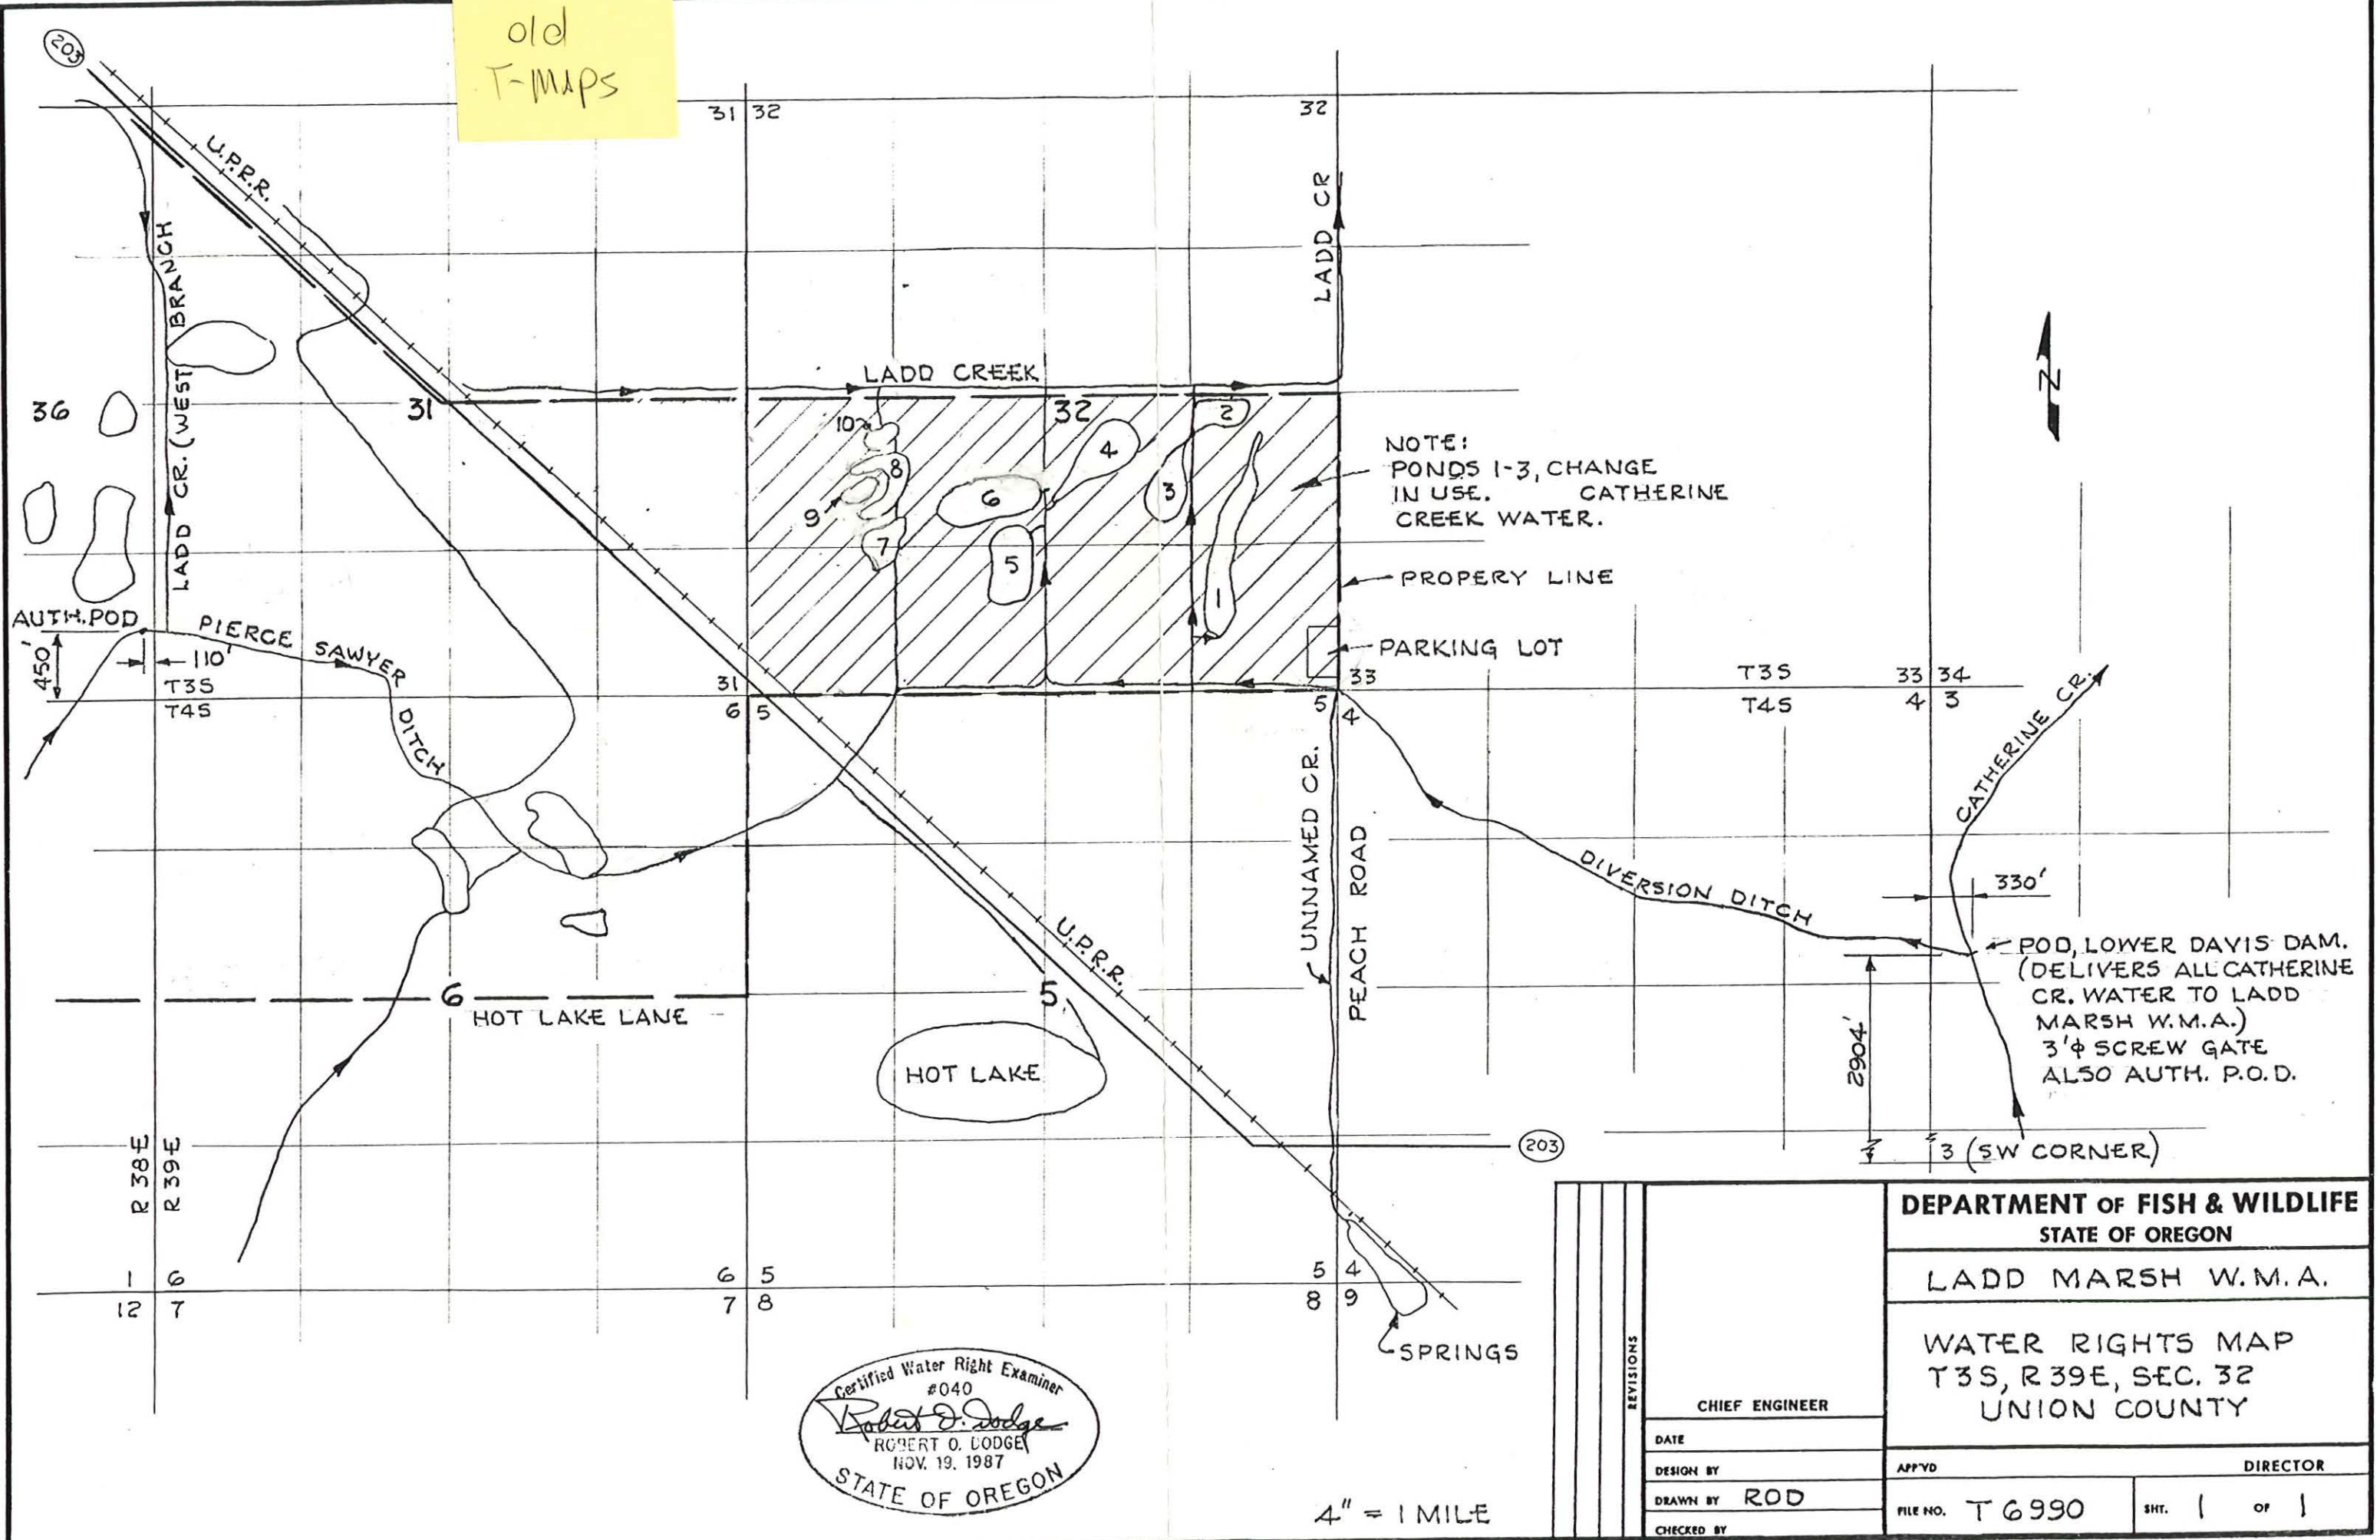 old
T-MAPS
203
U.P.R.R.
31 32
32
LADD CR
LADD CR. (WEST BRANCH
LADD CREEK
36
31
32
10
2
4
8
6
3
9
7
5
1
NOTE:
PONDS 1-3, CHANGE
IN USE. CATHERINE
CREEK WATER.
PROPERY LINE
PARKING LOT
AUTH. POD
450'
110'
PIERCE SAWYER DITCH
T3S
T4S
31
6 5
33
5 4
T3S
T4S
33 34
4 3
CATHERINE CR.
UNNAMED CR.
PEACH ROAD
DIVERSION DITCH
330'
POD, LOWER DAVIS DAM.
(DELIVERS ALL CATHERINE
CR. WATER TO LADD
MARSH W.M.A.)
3'ϕ SCREW GATE
ALSO AUTH. P.O.D.
2904'
U.P.R.R.
6
HOT LAKE LANE
5
HOT LAKE
203
3 (SW CORNER)
R 38E
R 39E
1 6
12 7
6 5
7 8
5 4
8 9
SPRINGS
Certified Water Right Examiner
#040
Robert O. Dodge
ROBERT O. DODGE
NOV. 19. 1987
STATE OF OREGON
4" = 1 MILE
REVISIONS
CHIEF ENGINEER
DATE
DESIGN BY
DRAWN BY ROD
CHECKED BY
DEPARTMENT OF FISH & WILDLIFE
STATE OF OREGON
LADD MARSH W.M.A.
WATER RIGHTS MAP
T3S, R39E, SEC. 32
UNION COUNTY
APP'VD DIRECTOR
FILE NO. T 6990
SHT. 1 OF 1